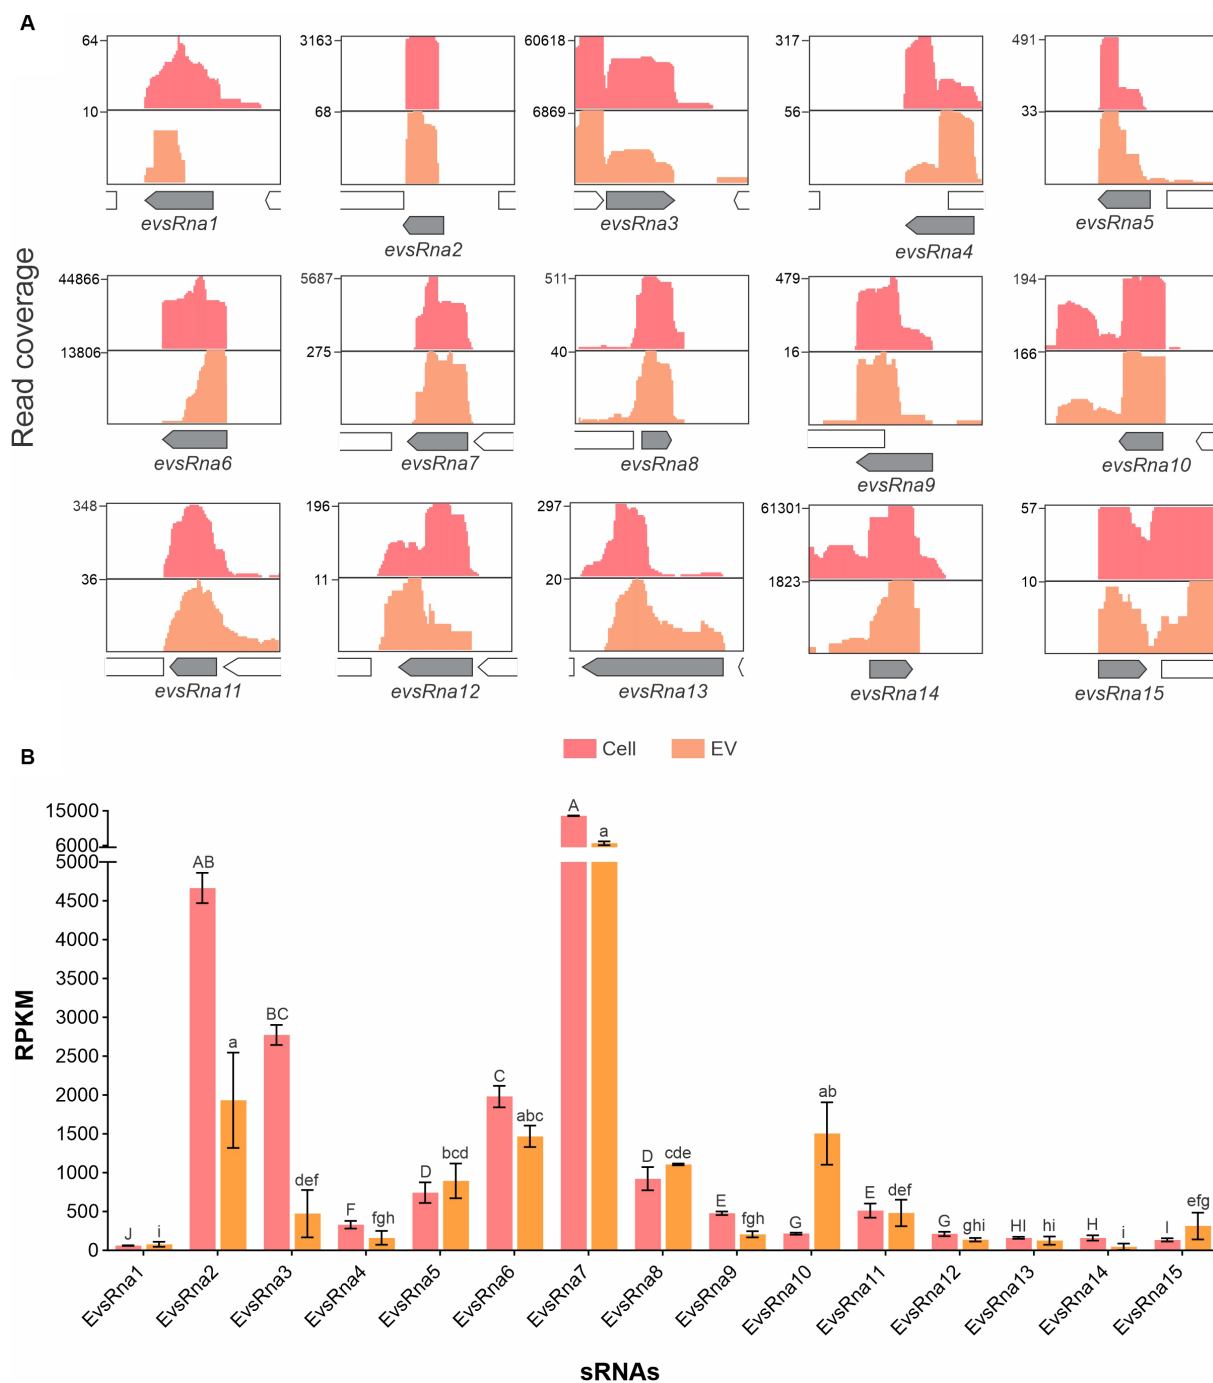 A
64 3163 60618 317 491
10 68 6869 56 33
evsRna1 evsRna2 evsRna3 evsRna4 evsRna5
Read coverage
44866 5687 511 479 194
13806 275 40 16 166
evsRna6 evsRna7 evsRna8 evsRna9 evsRna10
348 196 297 61301 57
36 11 20 1823 10
evsRna11 evsRna12 evsRna13 evsRna14 evsRna15
Cell EV
B
15000
6000
5000
4500
4000
3500
3000
2500
2000
1500
1000
500
0
RPKM
J i AB a BC def F fgh D bcd C abc A a D cde E fgh G ab E def G ghi HI hi H i I efg
EvsRna1 EvsRna2 EvsRna3 EvsRna4 EvsRna5 EvsRna6 EvsRna7 EvsRna8 EvsRna9 EvsRna10 EvsRna11 EvsRna12 EvsRna13 EvsRna14 EvsRna15
sRNAs